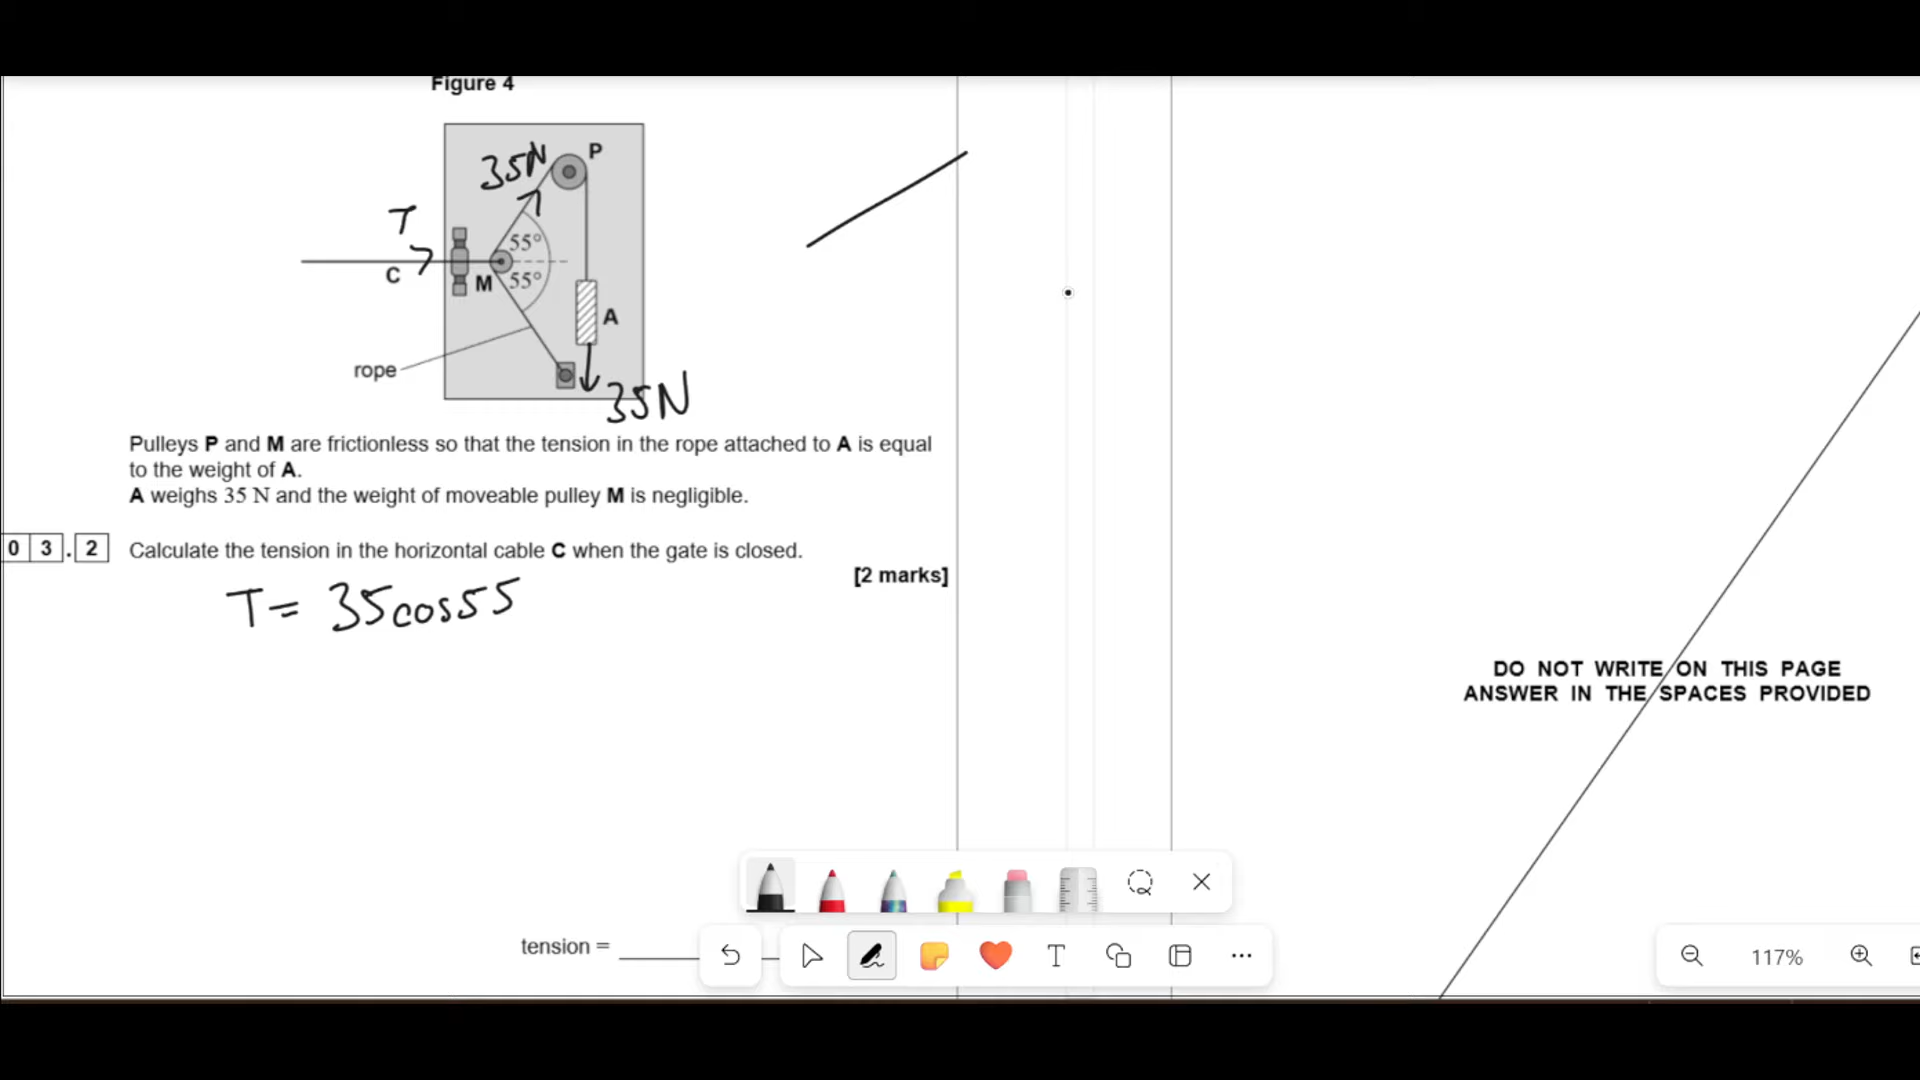 Figure 4
35N
P
T
55°
C
M
55°
A
rope
35N
Pulleys P and M are frictionless so that the tension in the rope attached to A is equal
to the weight of A.
A weighs 35 N and the weight of moveable pulley M is negligible.
0 3 . 2 Calculate the tension in the horizontal cable C when the gate is closed.
[2 marks]
T= 35cos55
DO NOT WRITE ON THIS PAGE
ANSWER IN THE SPACES PROVIDED
tension =
117%